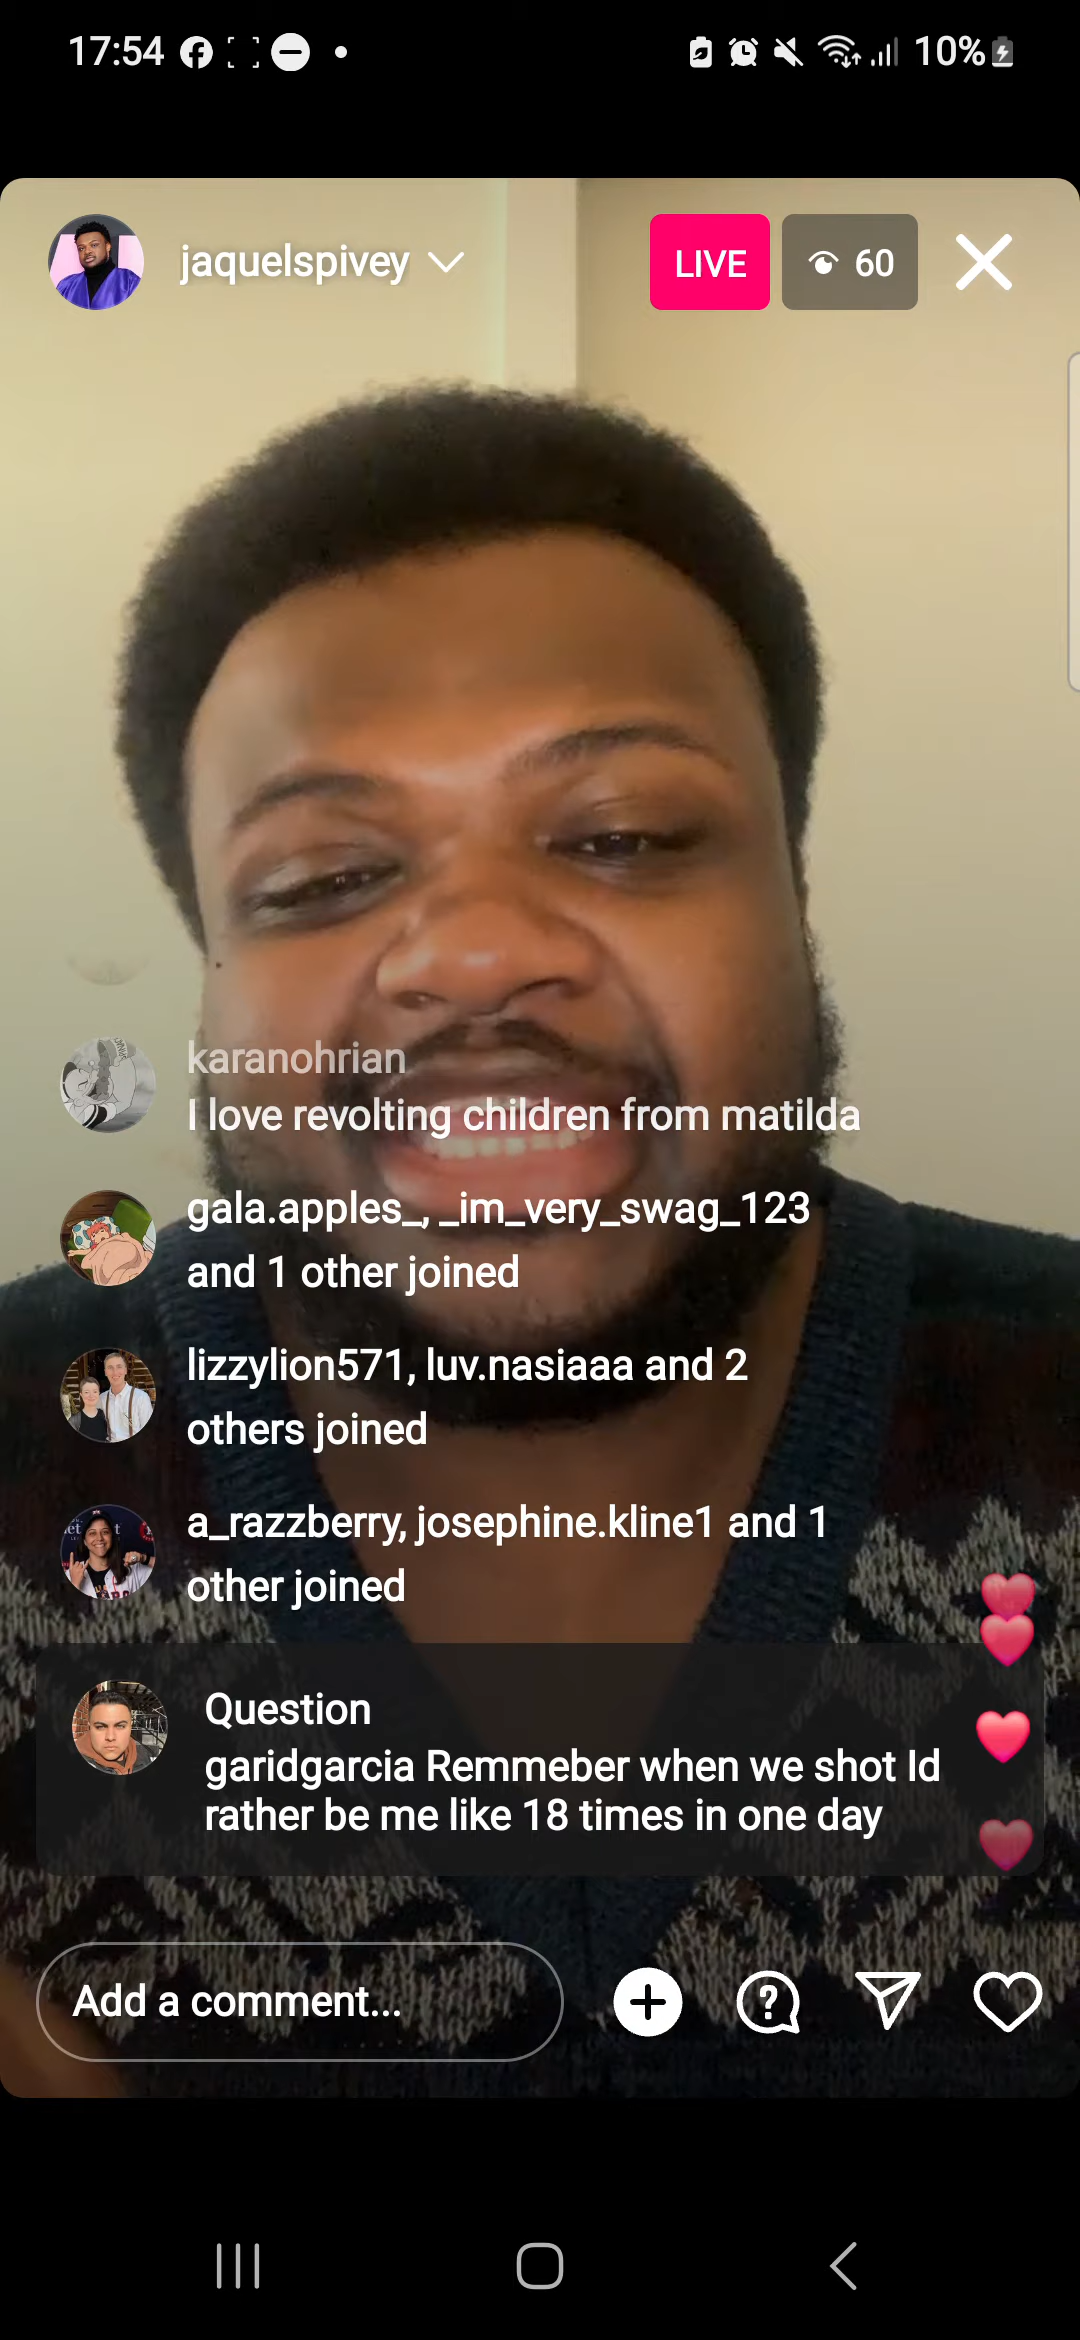 17:54
10%
jaquelspivey
LIVE
60
karanohrian
I love revolting children from matilda
gala.apples_, _im_very_swag_123
and 1 other joined
lizzylion571, luv.nasiaaa and 2
others joined
a_razzberry, josephine.kline1 and 1
other joined
Question
garidgarcia Remmeber when we shot Id
rather be me like 18 times in one day
Add a comment...